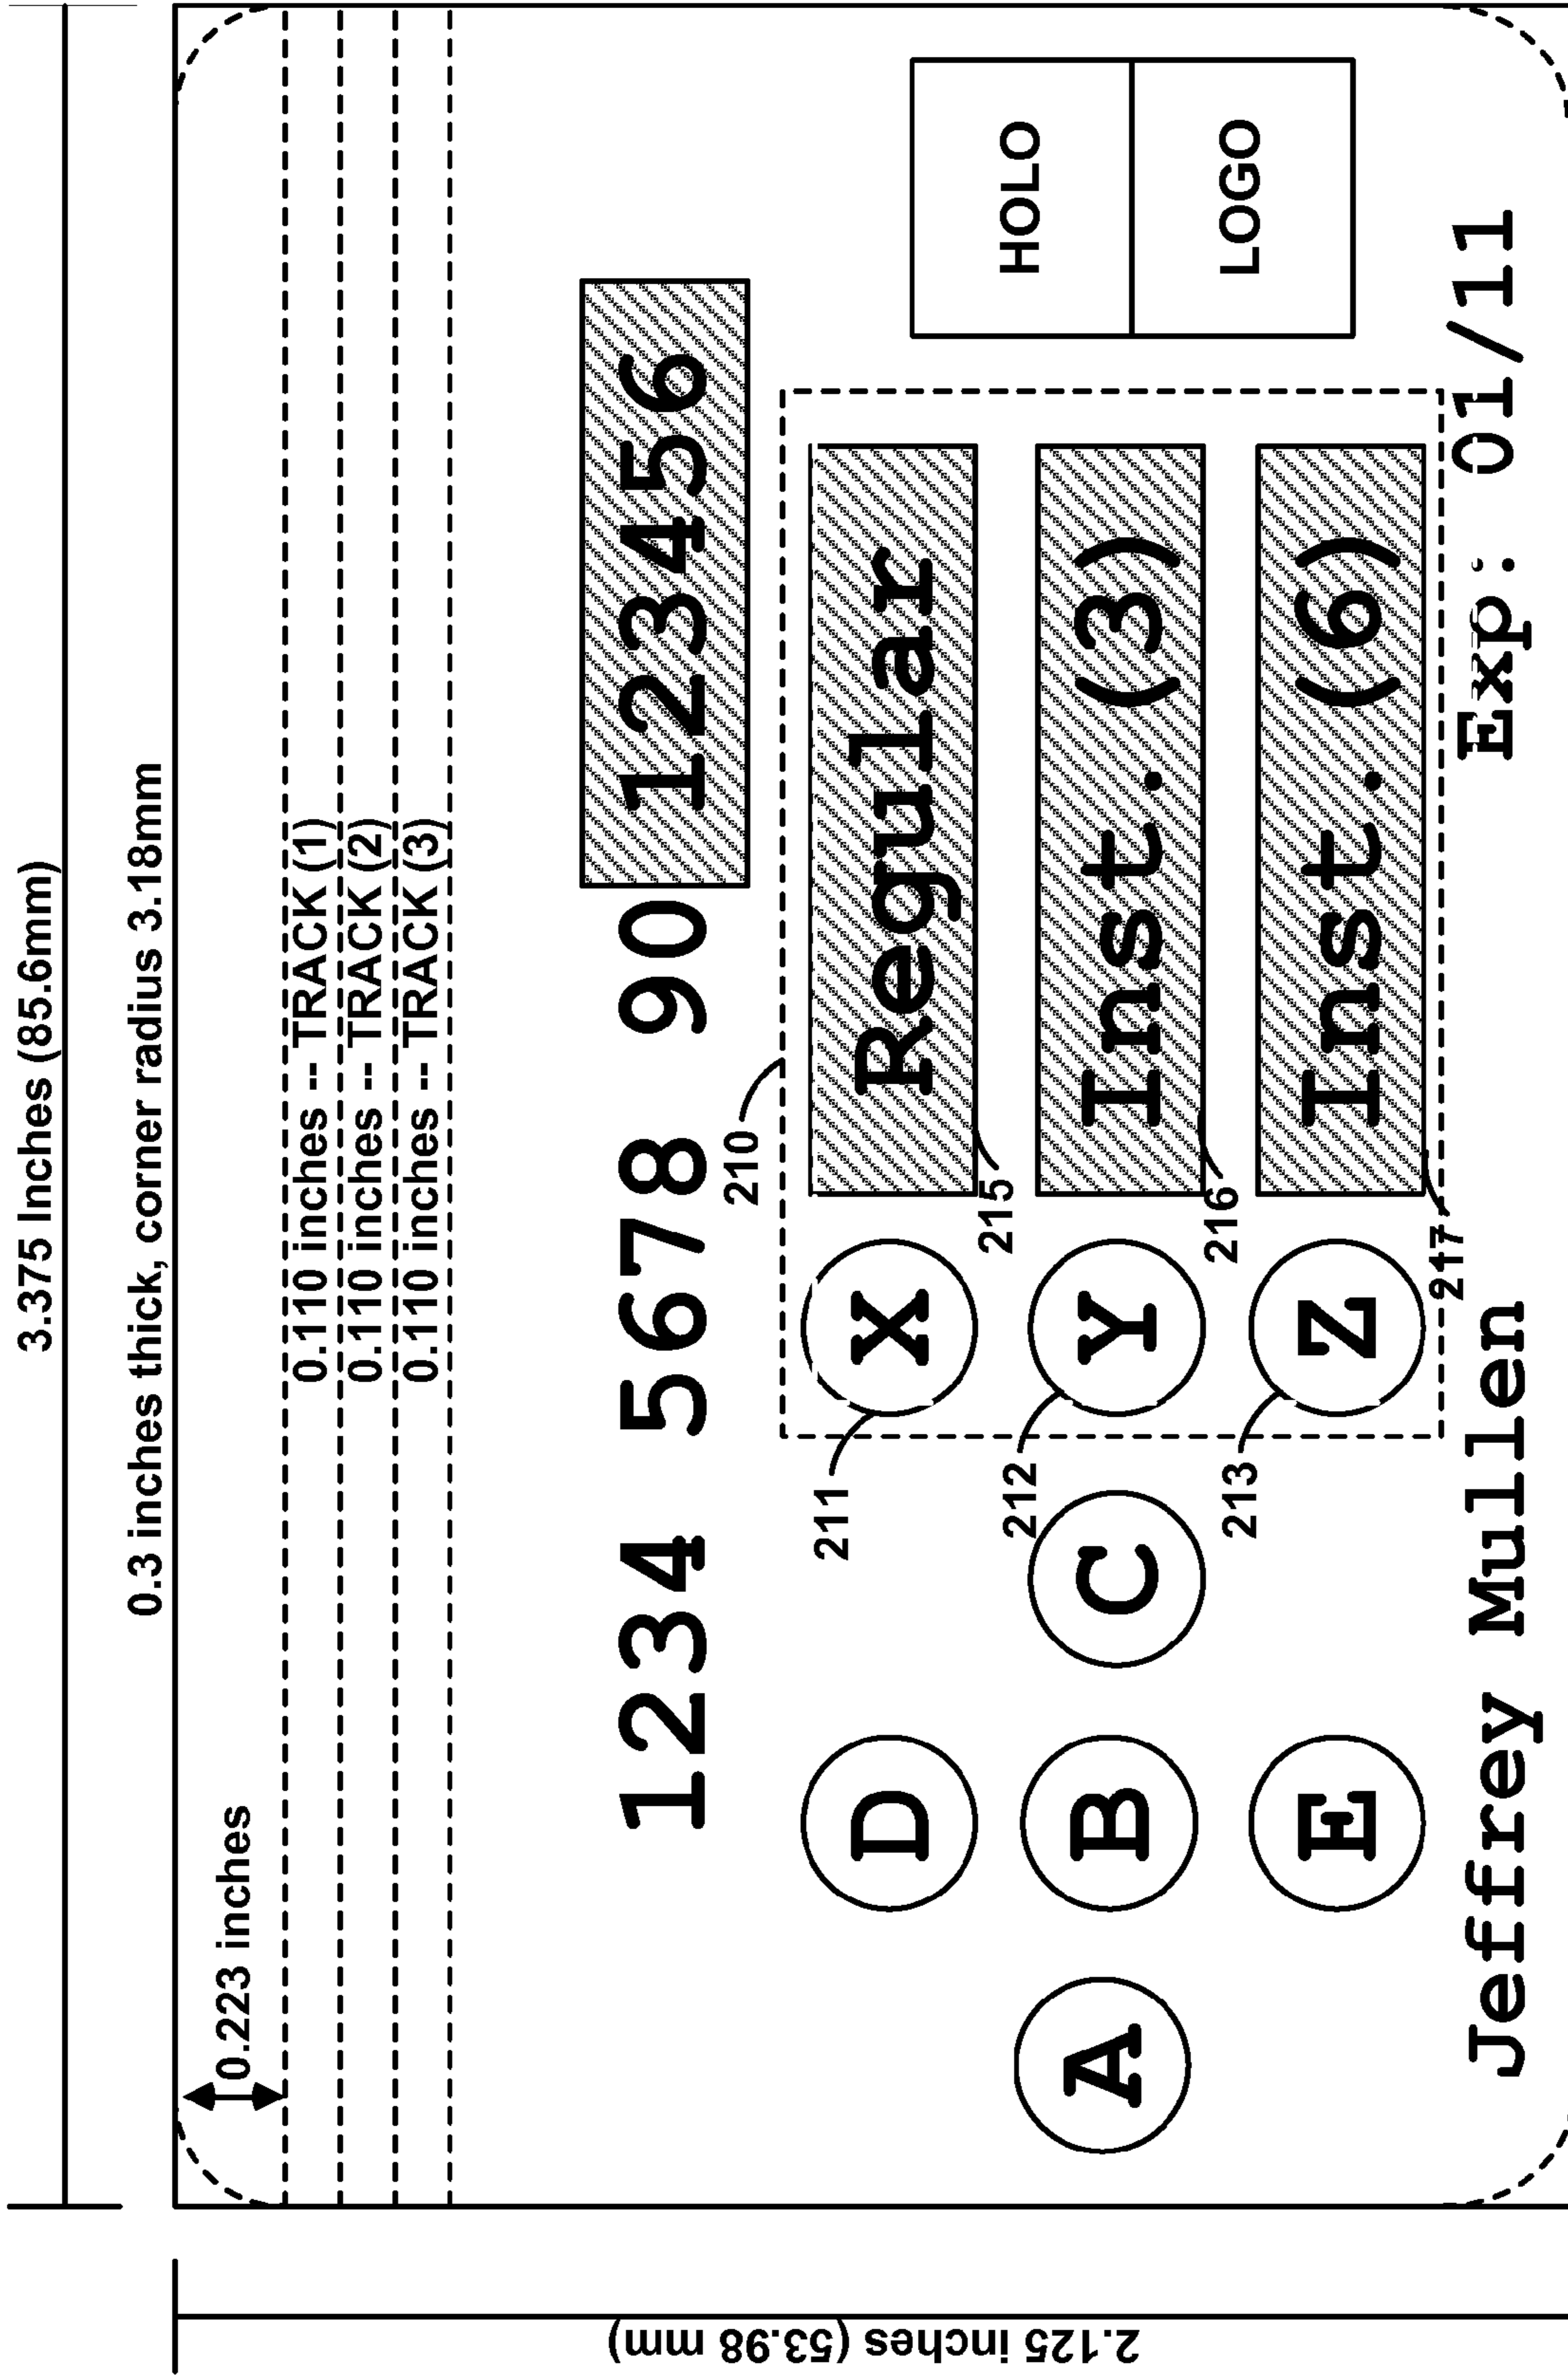 3.375 Inches (85.6mm)
0.3 inches thick, corner radius 3.18mm
0.223 inches
0.110 inches -- TRACK (1)
0.110 inches -- TRACK (2)
0.110 inches -- TRACK (3)
2.125 inches (53.98 mm)
1234 5678 90 123456
210
211
X
Regular
215
D
HOLO
212
A
B
C
Y
Inst. (3)
216
LOGO
213
E
Z
Inst. (6)
217
Jeffrey Mullen
Exp: 01/11